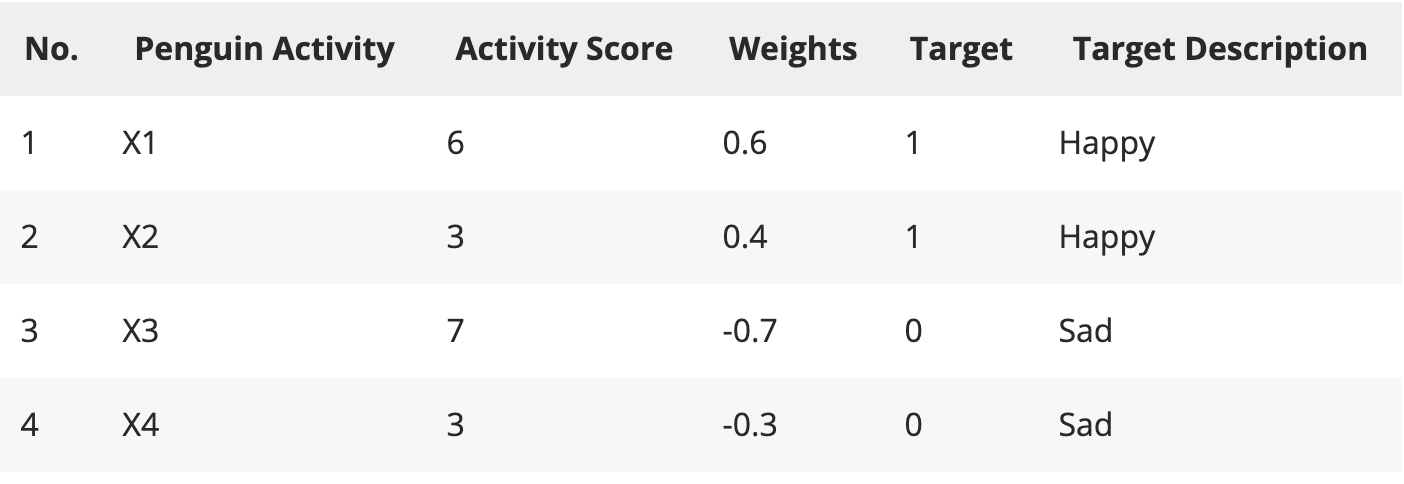 No. Penguin Activity Activity Score Weights Target Target Description
1 X1 6 0.6 1 Happy
2 X2 3 0.4 1 Happy
3 X3 7 -0.7 0 Sad
4 X4 3 -0.3 0 Sad